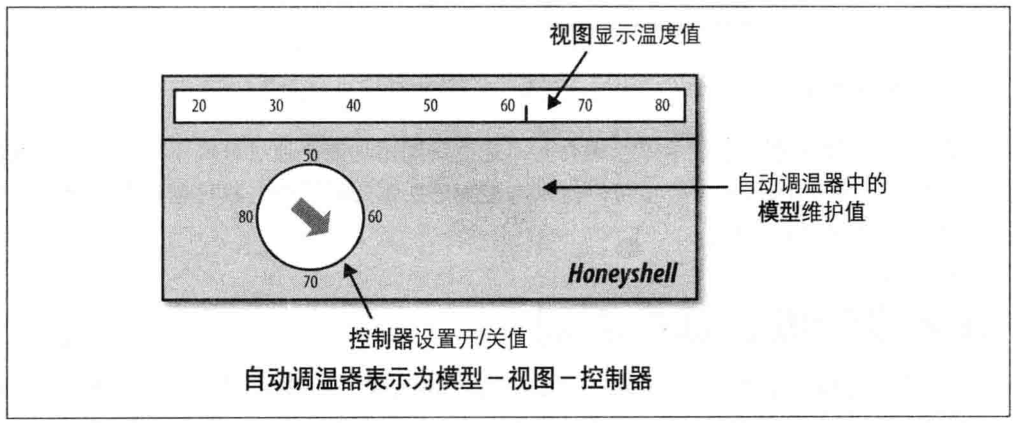 视图显示温度值
20 30 40 50 60 70 80
50
80 60
70
自动调温器中的
模型维护值
Honeyshell
控制器设置开/关值
自动调温器表示为模型－视图－控制器